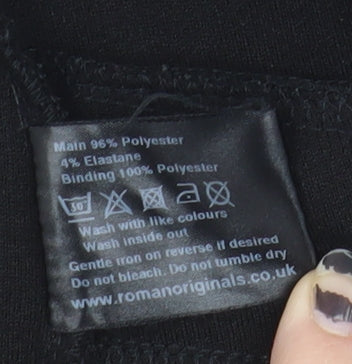 Main 96% Polyester
4% Elastane
Binding 100% Polyester
30
Wash with like colours
Wash inside out
Gentle iron on reverse if desired
Do not bleach. Do not tumble dry
www.romanoriginals.co.uk